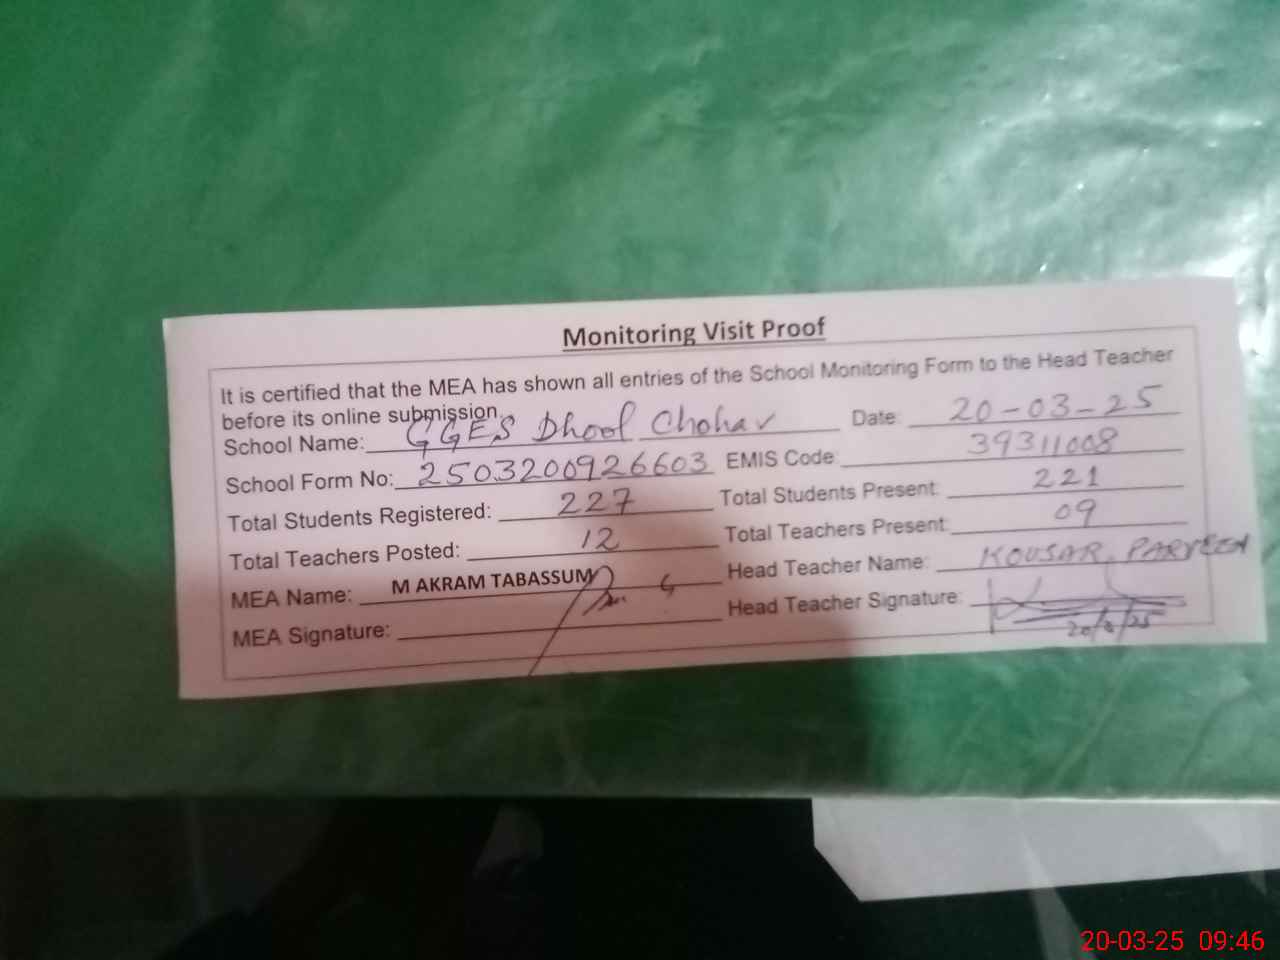 Monitoring Visit Proof
It is certified that the MEA has shown all entries of the School Monitoring Form to the Head Teacher
before its online submission.
School Name: GGES Dhool Chohar Date: 20-03-25
School Form No: 2503200926603 EMIS Code: 39311008
Total Students Registered: 227 Total Students Present: 221
Total Teachers Posted: 12 Total Teachers Present: 09
MEA Name: M AKRAM TABASSUM Head Teacher Name: KOUSAR PARVEEN
MEA Signature: Head Teacher Signature:
20-03-25 09:46